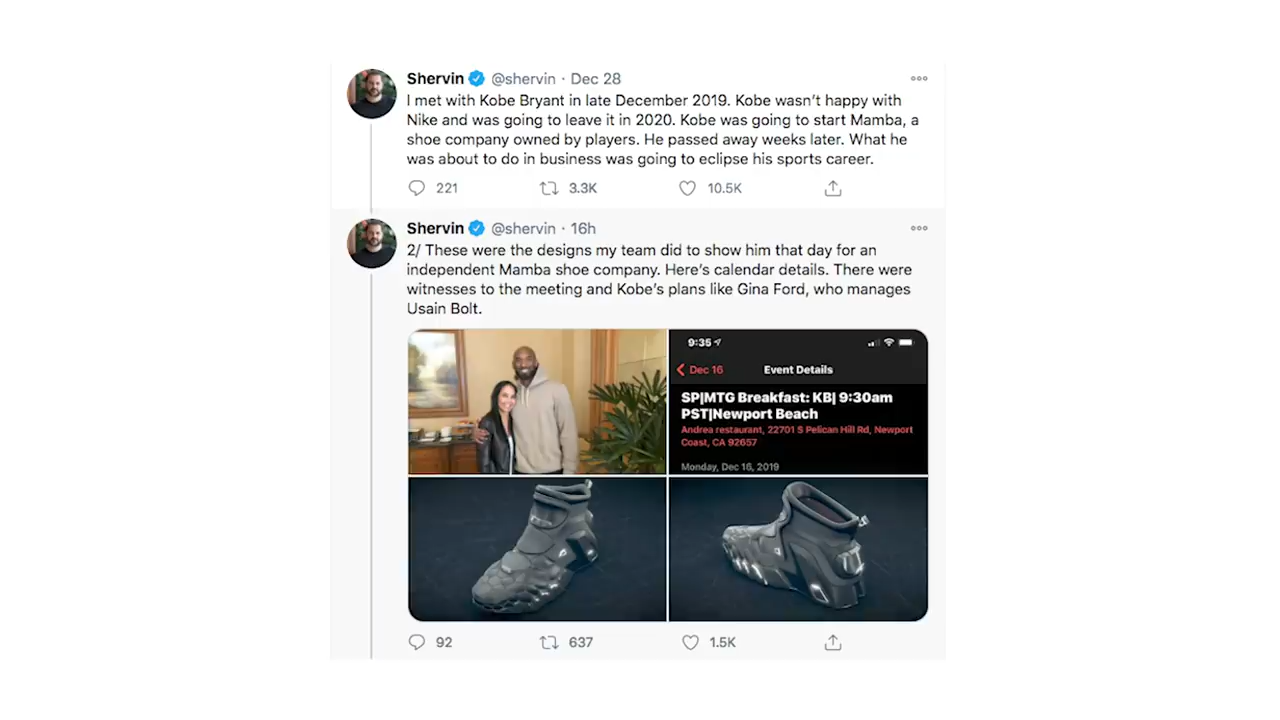 Shervin @shervin · Dec 28
I met with Kobe Bryant in late December 2019. Kobe wasn't happy with
Nike and was going to leave it in 2020. Kobe was going to start Mamba, a
shoe company owned by players. He passed away weeks later. What he
was about to do in business was going to eclipse his sports career.
221 3.3K 10.5K
Shervin @shervin · 16h
2/ These were the designs my team did to show him that day for an
independent Mamba shoe company. Here's calendar details. There were
witnesses to the meeting and Kobe's plans like Gina Ford, who manages
Usain Bolt.
9:35
Dec 16 Event Details
SP|MTG Breakfast: KB| 9:30am
PST|Newport Beach
Andrea restaurant, 22701 S Pelican Hill Rd, Newport
Coast, CA 92657
Monday, Dec 16, 2019
92 637 1.5K